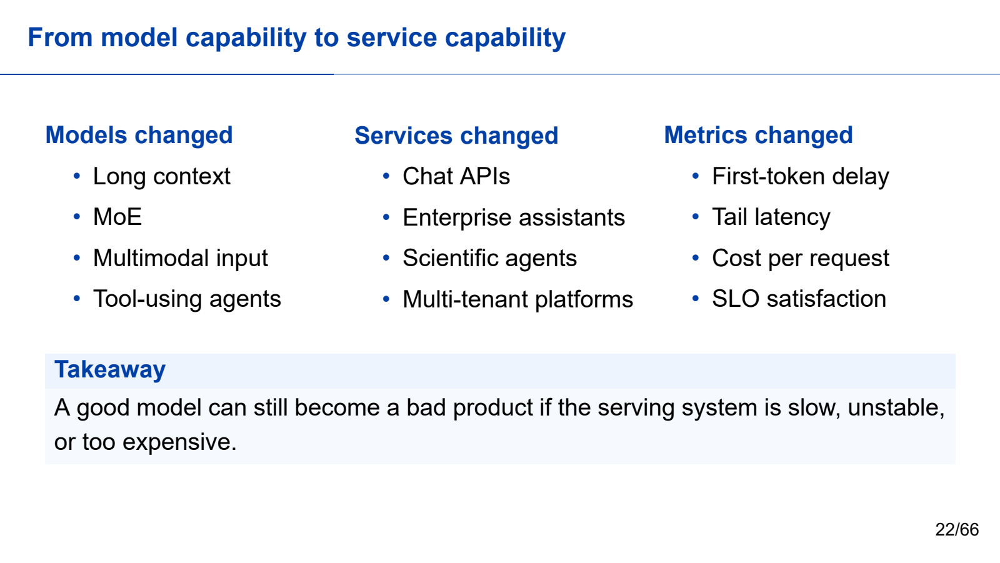 From model capability to service capability
Models changed
• Long context
• MoE
• Multimodal input
• Tool-using agents
Services changed
• Chat APIs
• Enterprise assistants
• Scientific agents
• Multi-tenant platforms
Metrics changed
• First-token delay
• Tail latency
• Cost per request
• SLO satisfaction
Takeaway
A good model can still become a bad product if the serving system is slow, unstable,
or too expensive.
22/66